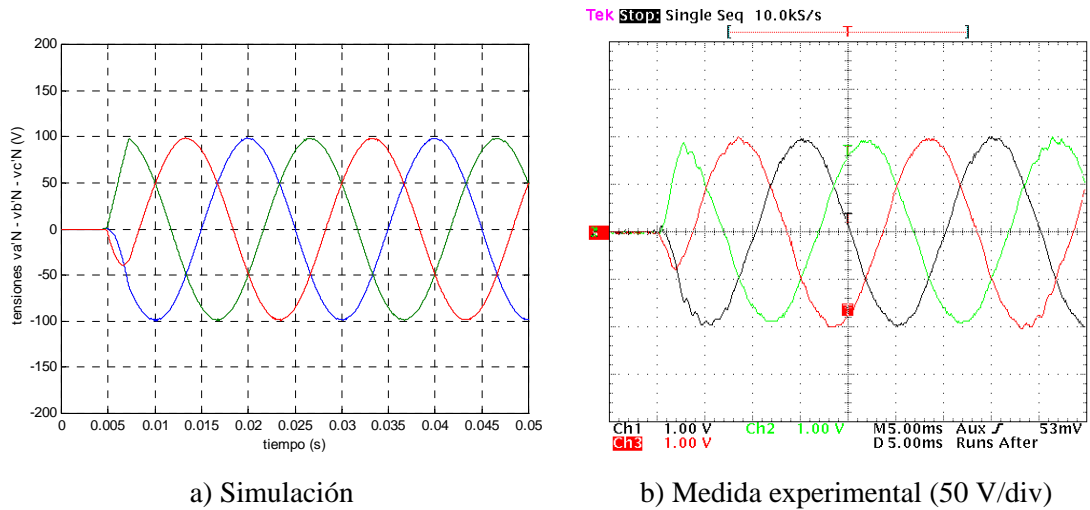 Tek Stop: Single Seq 10.0kS/s
[ T ]
tensiones va'N - vb'N - vc'N (V)
200
150
100
50
0
-50
-100
-150
-200
0 0.005 0.01 0.015 0.02 0.025 0.03 0.035 0.04 0.045 0.05
tiempo (s)
T
T
Ch1 1.00 V Ch2 1.00 V M 5.00ms Aux ƒ 53mV
Ch3 1.00 V D 5.00ms Runs After
a) Simulación
b) Medida experimental (50 V/div)